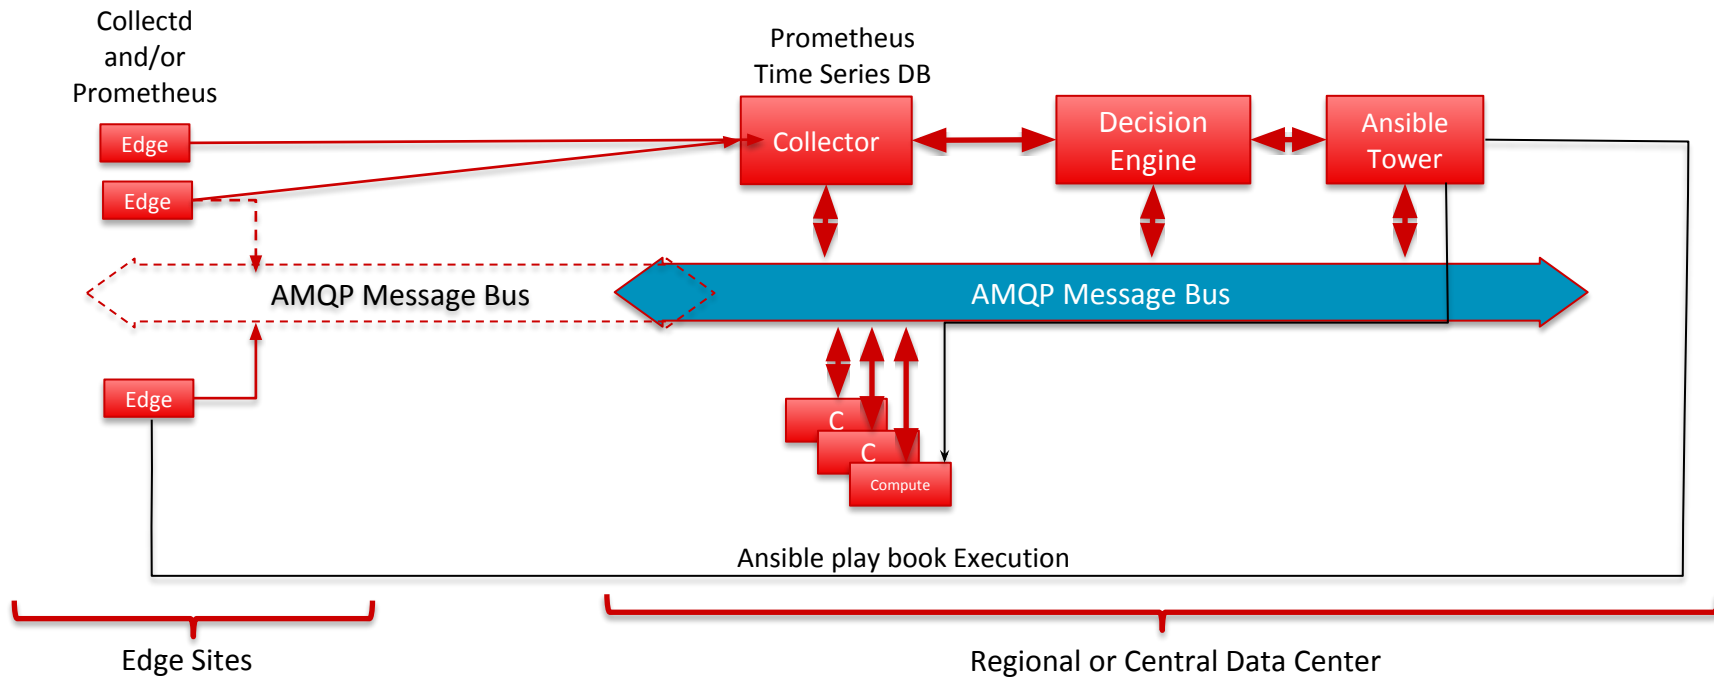 Collectd
and/or
Prometheus
Prometheus
Time Series DB
Edge
Edge
Collector
Decision
Engine
Ansible
Tower
AMQP Message Bus
AMQP Message Bus
Edge
C
C
Compute
Ansible play book Execution
Edge Sites
Regional or Central Data Center